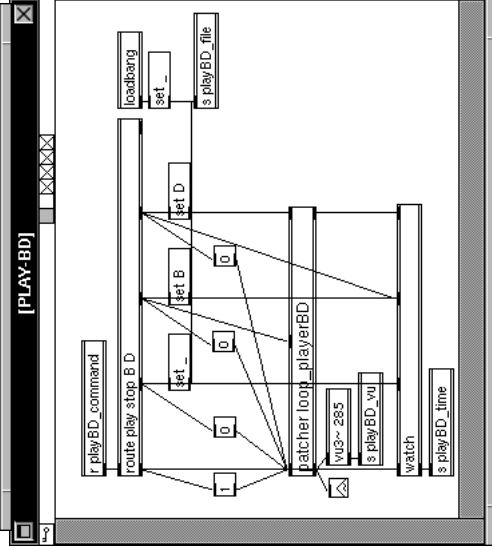 [PLAY-BD]
r playBD_command
loadbang
route play stop B D
set _
set _
set B
set D
s playBD_file
1
0
0
0
patcher loop_playerBD
vu3~ 285
s playBD_vu
watch
s playBD_time